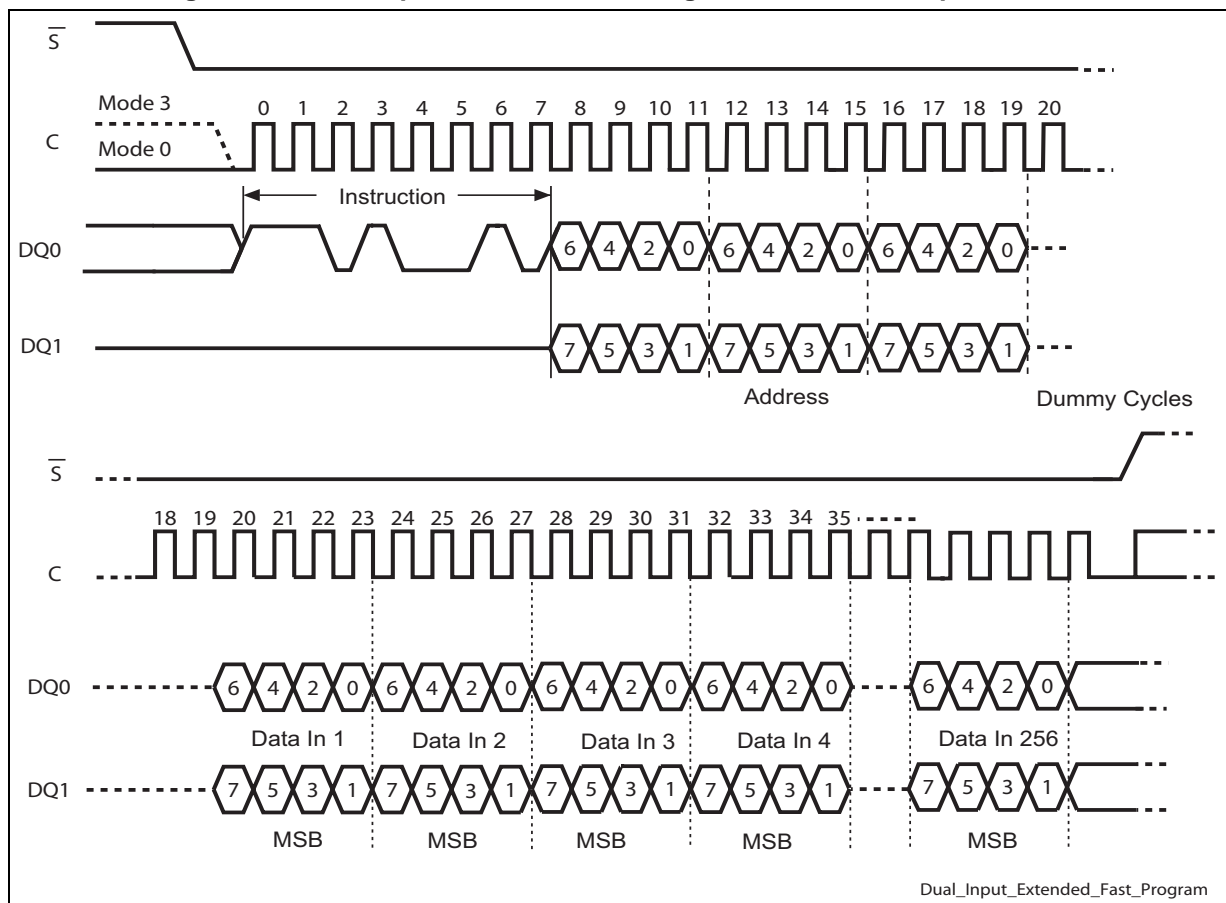 S
Mode 3
0 1 2 3 4 5 6 7 8 9 10 11 12 13 14 15 16 17 18 19 20
C
Mode 0
Instruction
DQ0
6 4 2 0 6 4 2 0 6 4 2 0
DQ1
7 5 3 1 7 5 3 1 7 5 3 1
Address
Dummy Cycles
S
18 19 20 21 22 23 24 25 26 27 28 29 30 31 32 33 34 35
C
DQ0
6 4 2 0 6 4 2 0 6 4 2 0 6 4 2 0 6 4 2 0
Data In 1 Data In 2 Data In 3 Data In 4 Data In 256
DQ1
7 5 3 1 7 5 3 1 7 5 3 1 7 5 3 1 7 5 3 1
MSB MSB MSB MSB MSB
Dual_Input_Extended_Fast_Program